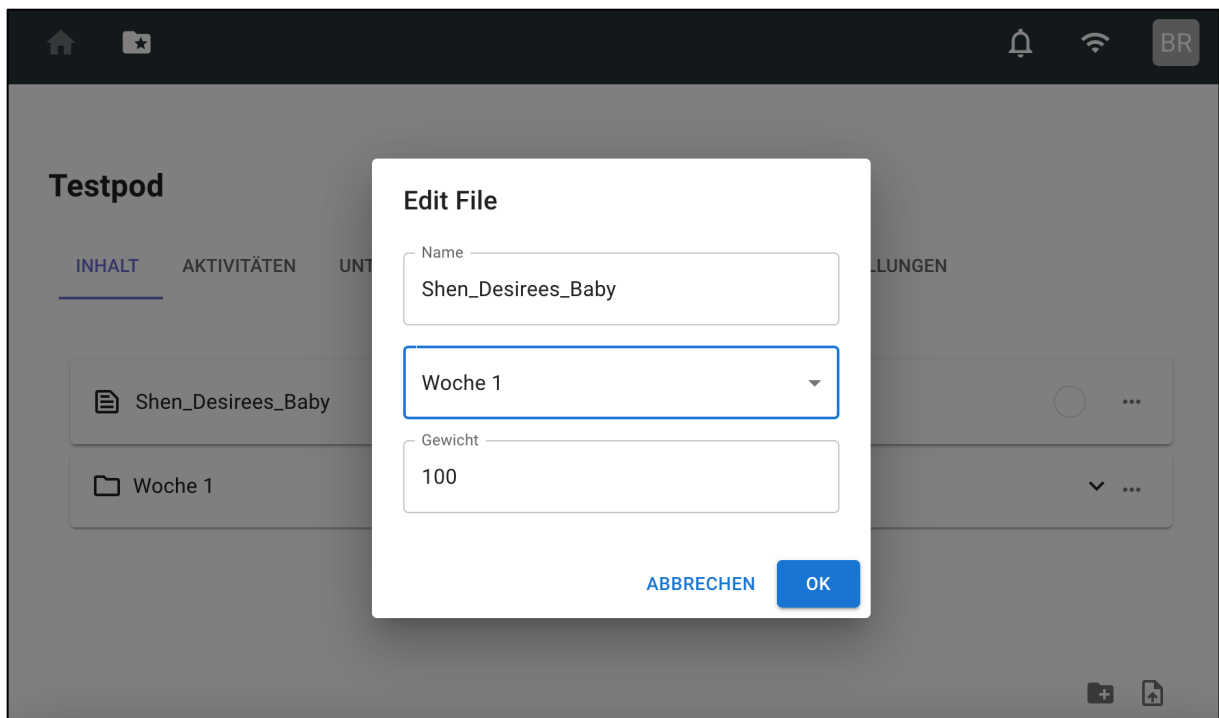 BR
Testpod
INHALT AKTIVITÄTEN UNT LLUNGEN
Shen_Desirees_Baby
Woche 1
Edit File
Name
Shen_Desirees_Baby
Woche 1
Gewicht
100
ABBRECHEN OK